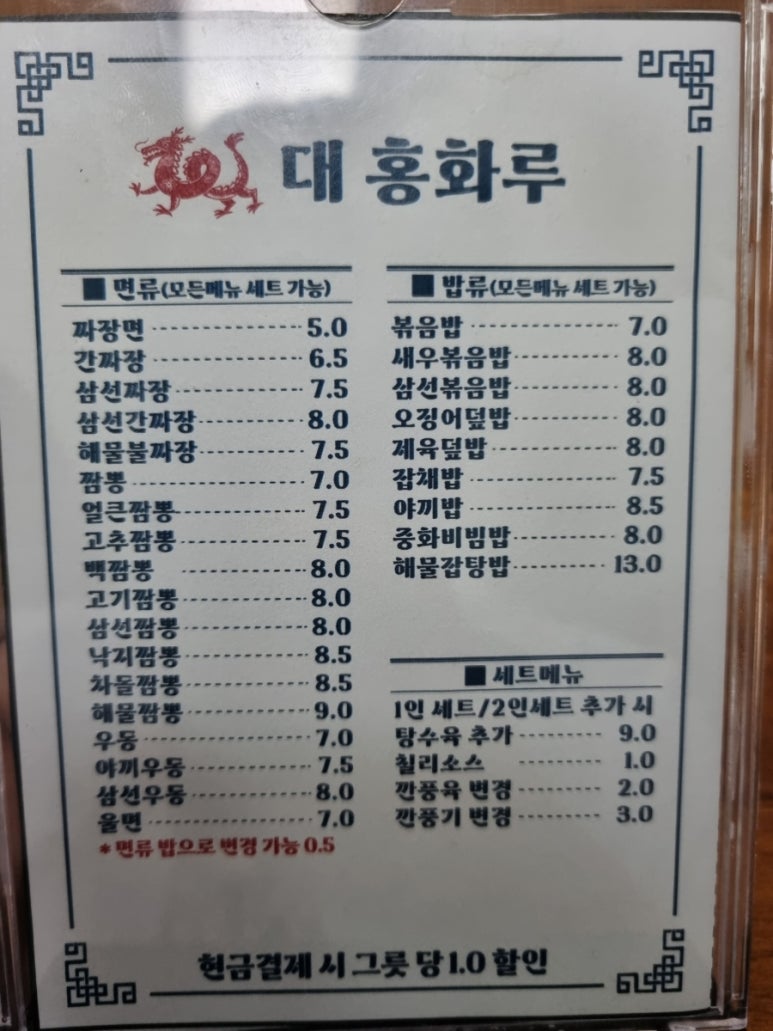 대 홍화루
■ 면류(모든메뉴 세트 가능)
짜장면 5.0
간짜장 6.5
삼선짜장 7.5
삼선간짜장 8.0
해물불짜장 7.5
짬뽕 7.0
얼큰짬뽕 7.5
고추짬뽕 7.5
백짬뽕 8.0
고기짬뽕 8.0
삼선짬뽕 8.0
낙지짬뽕 8.5
차돌짬뽕 8.5
해물짬뽕 9.0
우동 7.0
야끼우동 7.5
삼선우동 8.0
울면 7.0
* 면류 밥으로 변경 가능 0.5
■ 밥류(모든메뉴 세트 가능)
볶음밥 7.0
새우볶음밥 8.0
삼선볶음밥 8.0
오징어덮밥 8.0
제육덮밥 8.0
잡채밥 7.5
야끼밥 8.5
중화비빔밥 8.0
해물잡탕밥 13.0
■ 세트메뉴
1인 세트/2인세트 추가 시
탕수육 추가 9.0
칠리소스 1.0
깐풍육 변경 2.0
깐풍기 변경 3.0
현금결제 시 그릇 당 1.0 할인